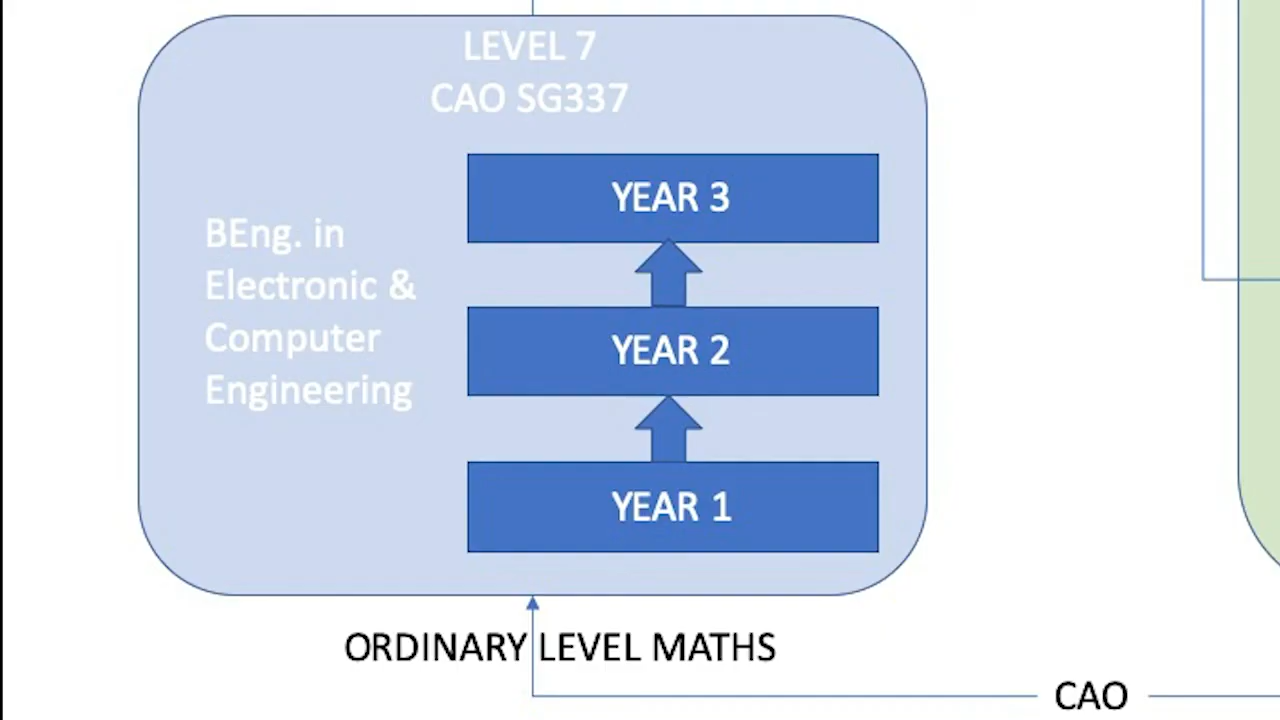 LEVEL 7
CAO SG337
YEAR 3
BEng. in
Electronic &
Computer
Engineering
YEAR 2
YEAR 1
ORDINARY LEVEL MATHS
CAO